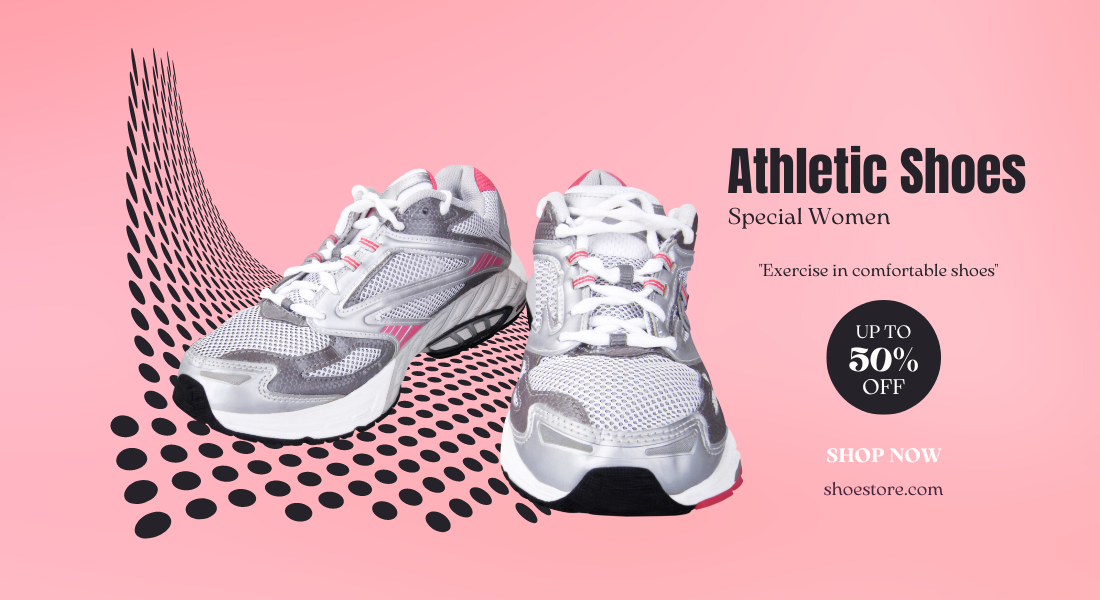 Athletic Shoes
Special Women
"Exercise in comfortable shoes"
UP TO
50%
OFF
SHOP NOW
shoestore.com